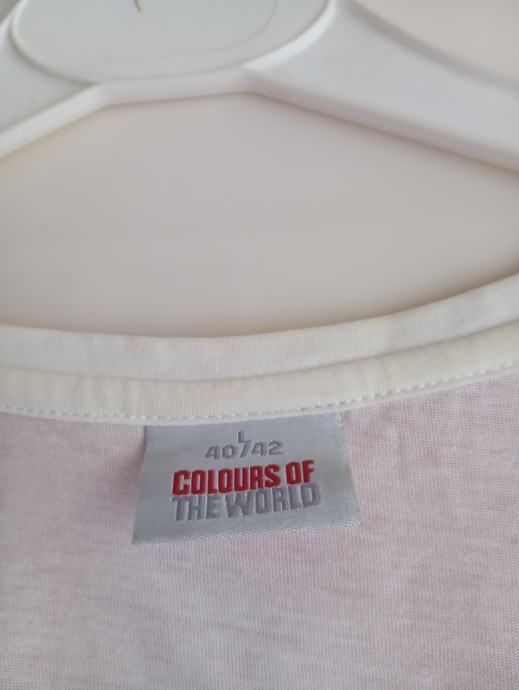 L
40/42
COLOURS OF
THE WORLD